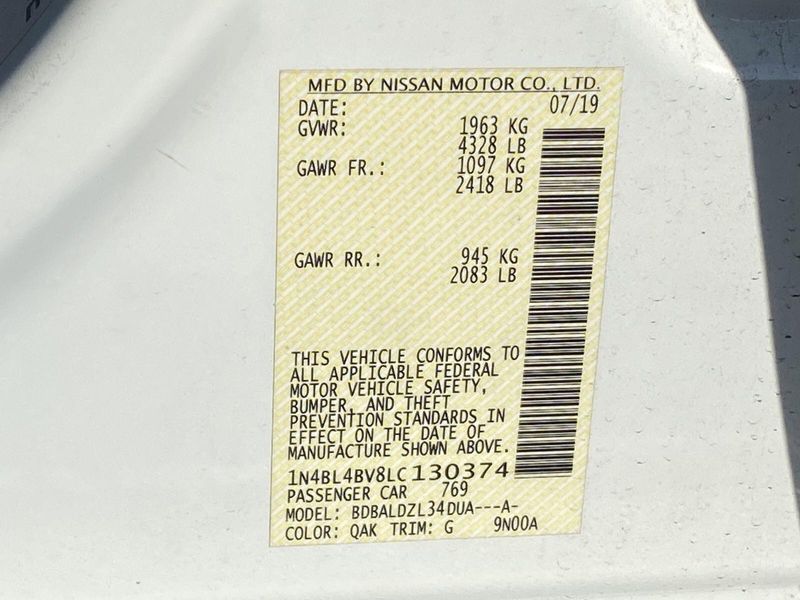 MFD BY NISSAN MOTOR CO., LTD.
DATE: 07/19
GVWR: 1963 KG
4328 LB
GAWR FR.: 1097 KG
2418 LB
GAWR RR.: 945 KG
2083 LB
THIS VEHICLE CONFORMS TO
ALL APPLICABLE FEDERAL
MOTOR VEHICLE SAFETY,
BUMPER, AND THEFT
PREVENTION STANDARDS IN
EFFECT ON THE DATE OF
MANUFACTURE SHOWN ABOVE.
1N4BL4BV8LC130374
PASSENGER CAR 769
MODEL: BDBALDZL34DUA---A-
COLOR: QAK TRIM: G 9N00A